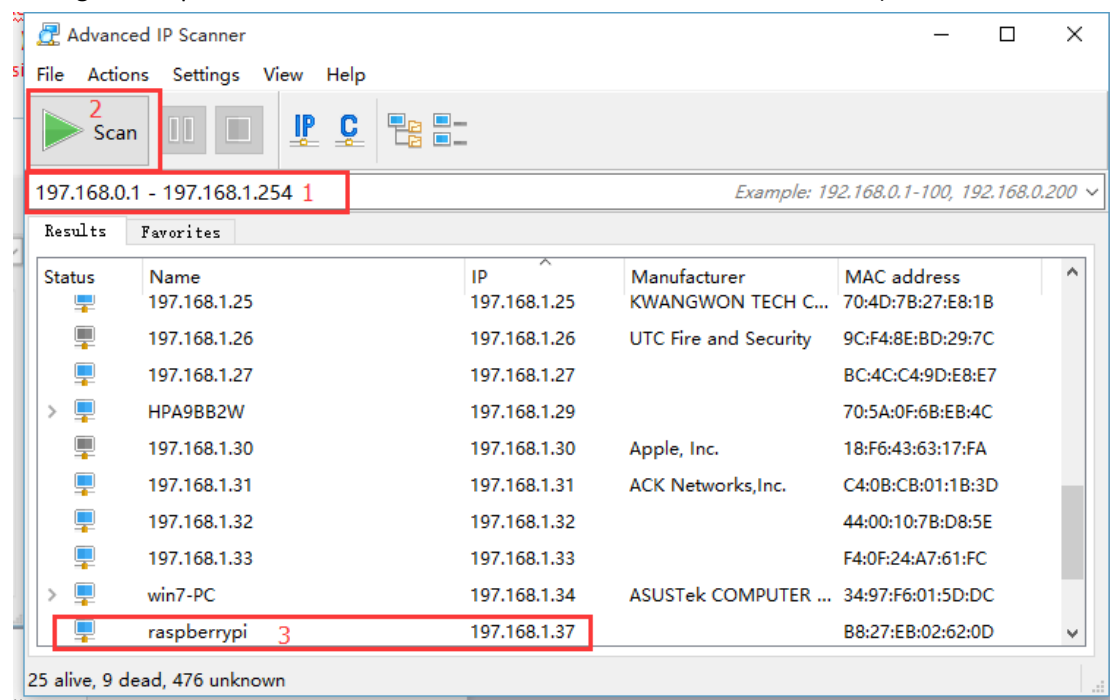 Advanced IP Scanner
File Actions Settings View Help
2
Scan
IP C
197.168.0.1 - 197.168.1.254 1 Example: 192.168.0.1-100, 192.168.0.200
Results Favorites
Status Name IP Manufacturer MAC address
197.168.1.25 197.168.1.25 KWANGWON TECH C... 70:4D:7B:27:E8:1B
197.168.1.26 197.168.1.26 UTC Fire and Security 9C:F4:8E:BD:29:7C
197.168.1.27 197.168.1.27 BC:4C:C4:9D:E8:E7
HPA9BB2W 197.168.1.29 70:5A:0F:6B:EB:4C
197.168.1.30 197.168.1.30 Apple, Inc. 18:F6:43:63:17:FA
197.168.1.31 197.168.1.31 ACK Networks,Inc. C4:0B:CB:01:1B:3D
197.168.1.32 197.168.1.32 44:00:10:7B:D8:5E
197.168.1.33 197.168.1.33 F4:0F:24:A7:61:FC
win7-PC 197.168.1.34 ASUSTek COMPUTER ... 34:97:F6:01:5D:DC
raspberrypi 3 197.168.1.37 B8:27:EB:02:62:0D
25 alive, 9 dead, 476 unknown